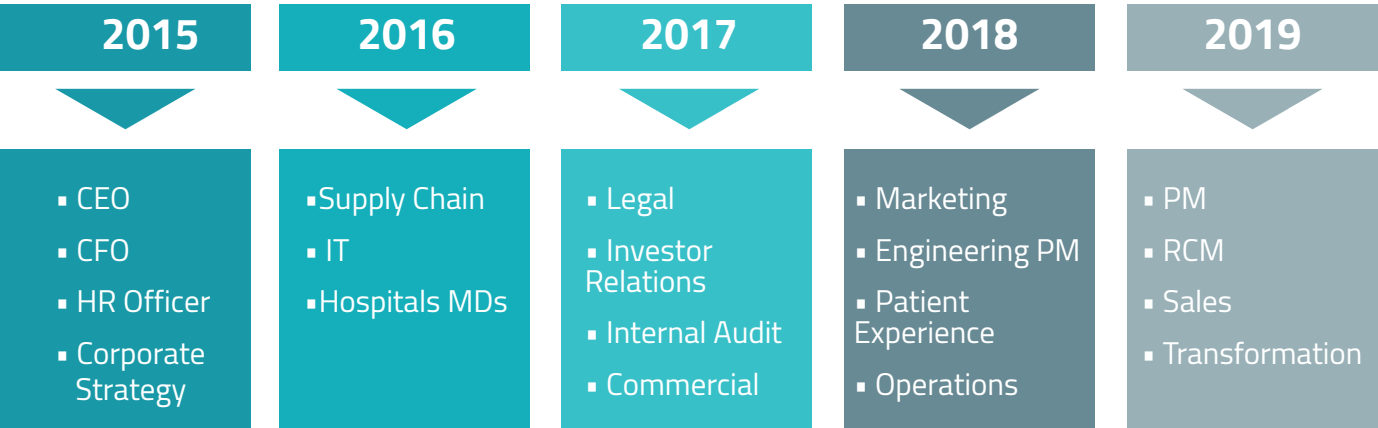 2015
2016
2017
2018
2019
▪ CEO
▪ CFO
▪ HR Officer
▪ Corporate
Strategy
▪Supply Chain
▪ IT
▪Hospitals MDs
▪ Legal
▪ Investor
Relations
▪ Internal Audit
▪ Commercial
▪ Marketing
▪ Engineering PM
▪ Patient
Experience
▪ Operations
▪ PM
▪ RCM
▪ Sales
▪ Transformation